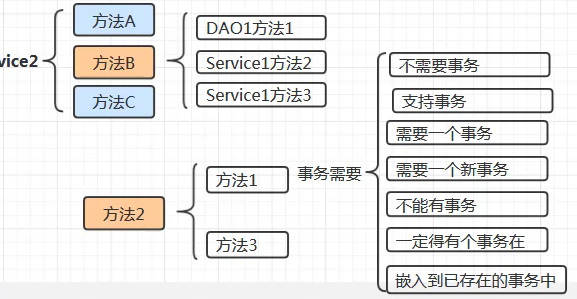 vice2
方法A
方法B
方法C
DAO1方法1
Service1方法2
Service1方法3
方法2
方法1
方法3
事务需要
不需要事务
支持事务
需要一个事务
需要一个新事务
不能有事务
一定得有个事务在
嵌入到已存在的事务中